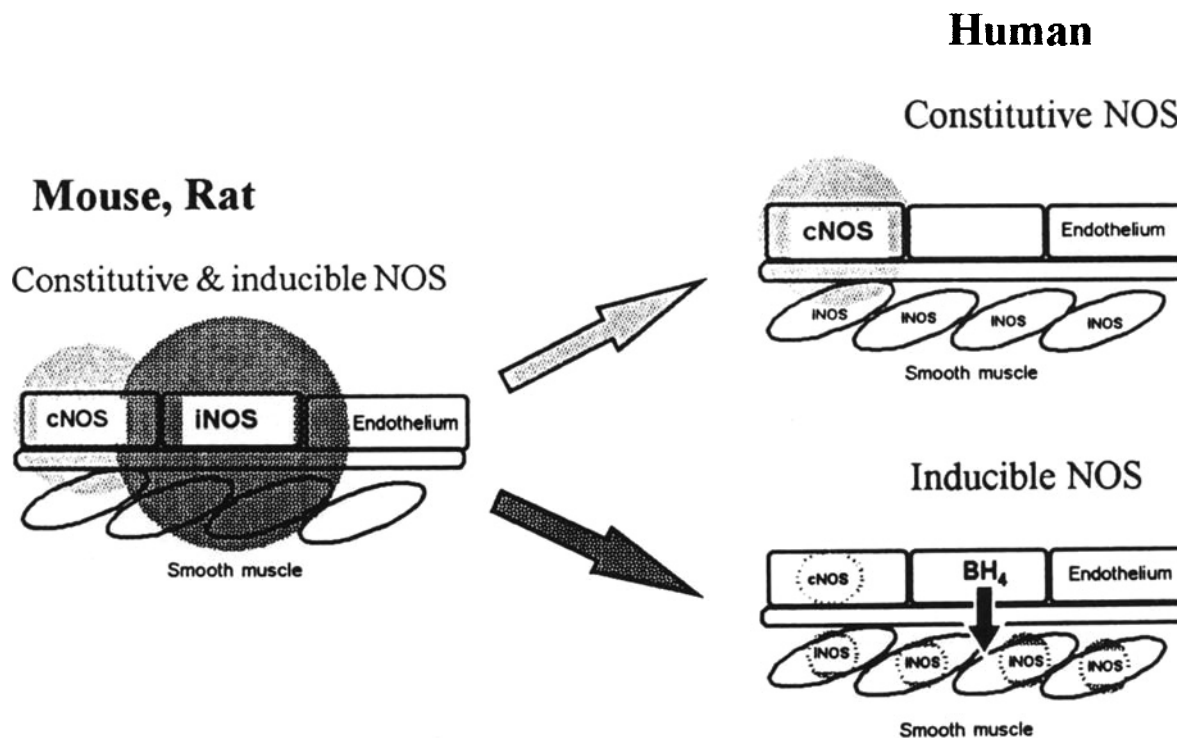 Mouse, Rat
Constitutive & inducible NOS
cNOS iNOS Endothelium
Smooth muscle
Human
Constitutive NOS
cNOS Endothelium
iNOS iNOS iNOS iNOS
Smooth muscle
Inducible NOS
cNOS BH₄ Endothelium
iNOS iNOS iNOS iNOS
Smooth muscle